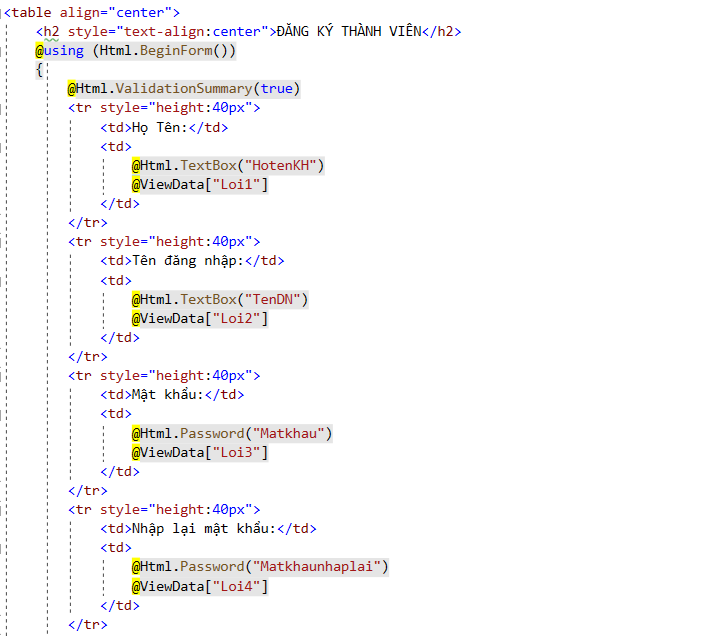 <table align="center">
<h2 style="text-align:center">ĐĂNG KÝ THÀNH VIÊN</h2>
@using (Html.BeginForm())
{
@Html.ValidationSummary(true)
<tr style="height:40px">
<td>Họ Tên:</td>
<td>
@Html.TextBox("HotenKH")
@ViewData["Loi1"]
</td>
</tr>
<tr style="height:40px">
<td>Tên đăng nhập:</td>
<td>
@Html.TextBox("TenDN")
@ViewData["Loi2"]
</td>
</tr>
<tr style="height:40px">
<td>Mật khẩu:</td>
<td>
@Html.Password("Matkhau")
@ViewData["Loi3"]
</td>
</tr>
<tr style="height:40px">
<td>Nhập lại mật khẩu:</td>
<td>
@Html.Password("Matkhaunhaplai")
@ViewData["Loi4"]
</td>
</tr>